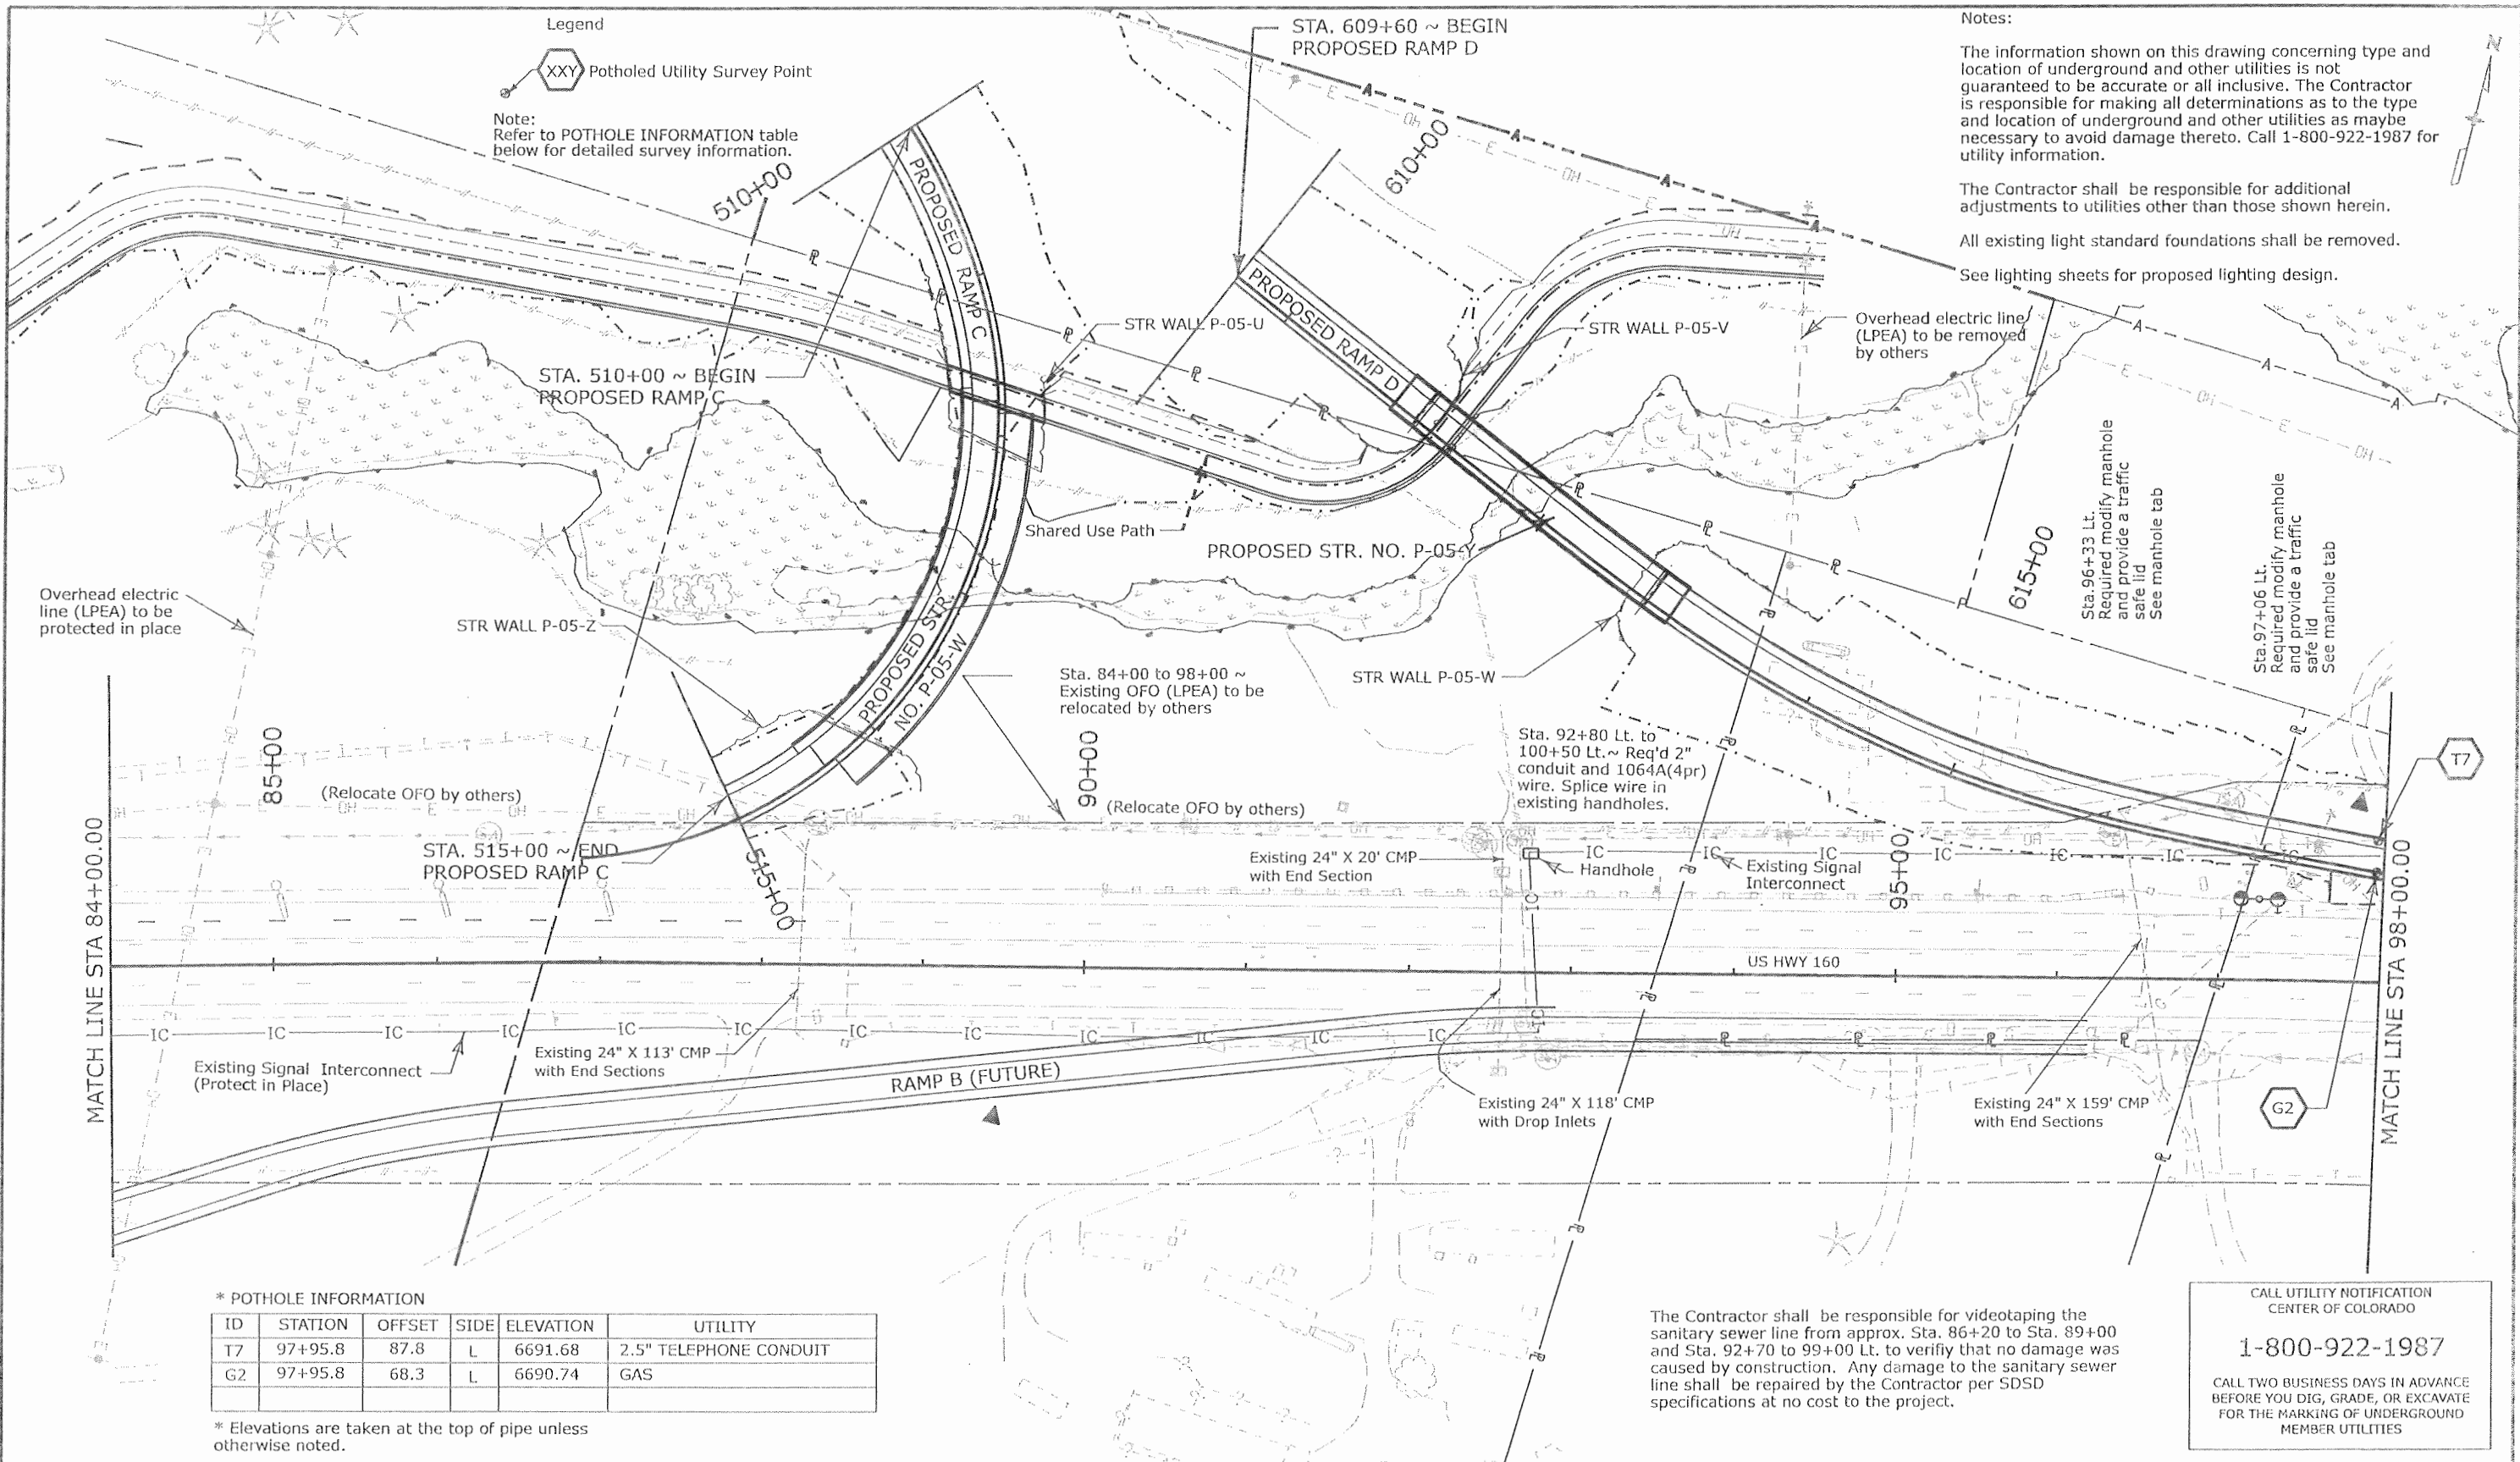 Legend
XXY Potholed Utility Survey Point
Note:
Refer to POTHOLE INFORMATION table
below for detailed survey information.
STA. 609+60 ~ BEGIN
PROPOSED RAMP D
Notes:
The information shown on this drawing concerning type and
location of underground and other utilities is not
guaranteed to be accurate or all inclusive. The Contractor
is responsible for making all determinations as to the type
and location of underground and other utilities as maybe
necessary to avoid damage thereto. Call 1-800-922-1987 for
utility information.
The Contractor shall be responsible for additional
adjustments to utilities other than those shown herein.
All existing light standard foundations shall be removed.
See lighting sheets for proposed lighting design.
N
510+00
610+00
PROPOSED RAMP C
PROPOSED RAMP D
STR WALL P-05-U
STR WALL P-05-V
Overhead electric line
(LPEA) to be removed
by others
STA. 510+00 ~ BEGIN
PROPOSED RAMP C
Shared Use Path
PROPOSED STR. NO. P-05-Y
615+00
Sta.96+33 Lt.
Required modify manhole
and provide a traffic
safe lid
See manhole tab
Sta.97+06 Lt.
Required modify manhole
and provide a traffic
safe lid
See manhole tab
Overhead electric
line (LPEA) to be
protected in place
STR WALL P-05-Z
PROPOSED STR.
NO. P-05-W
Sta. 84+00 to 98+00 ~
Existing OFO (LPEA) to be
relocated by others
STR WALL P-05-W
Sta. 92+80 Lt. to
100+50 Lt.~ Req'd 2"
conduit and 1064A(4pr)
wire. Splice wire in
existing handholes.
T7
85+00
(Relocate OFO by others)
90+00
(Relocate OFO by others)
STA. 515+00 ~ END
PROPOSED RAMP C
515+00
Existing 24" X 20' CMP
with End Section
Handhole
IC IC IC IC IC IC IC
IC
Existing Signal
Interconnect
95+00
MATCH LINE STA 84+00.00
US HWY 160
MATCH LINE STA 98+00.00
IC IC IC IC IC IC IC IC IC IC IC IC
IC
Existing Signal Interconnect
(Protect in Place)
Existing 24" X 113' CMP
with End Sections
RAMP B (FUTURE)
Existing 24" X 118' CMP
with Drop Inlets
Existing 24" X 159' CMP
with End Sections
G2
* POTHOLE INFORMATION
ID STATION OFFSET SIDE ELEVATION UTILITY
T7 97+95.8 87.8 L 6691.68 2.5" TELEPHONE CONDUIT
G2 97+95.8 68.3 L 6690.74 GAS
* Elevations are taken at the top of pipe unless
otherwise noted.
The Contractor shall be responsible for videotaping the
sanitary sewer line from approx. Sta. 86+20 to Sta. 89+00
and Sta. 92+70 to 99+00 Lt. to verifiy that no damage was
caused by construction. Any damage to the sanitary sewer
line shall be repaired by the Contractor per SDSD
specifications at no cost to the project.
CALL UTILITY NOTIFICATION
CENTER OF COLORADO
1-800-922-1987
CALL TWO BUSINESS DAYS IN ADVANCE
BEFORE YOU DIG, GRADE, OR EXCAVATE
FOR THE MARKING OF UNDERGROUND
MEMBER UTILITIES